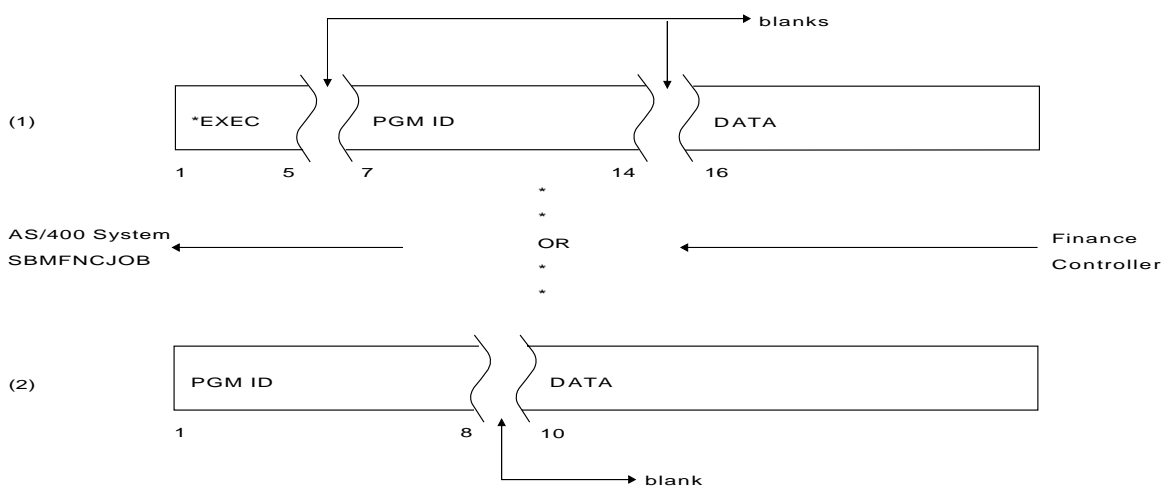 blanks
(1) *EXEC PGM ID DATA
1 5 7 14 16
*
*
AS/400 System
SBMFNCJOB
OR
Finance
Controller
*
*
(2) PGM ID DATA
1 8 10
blank